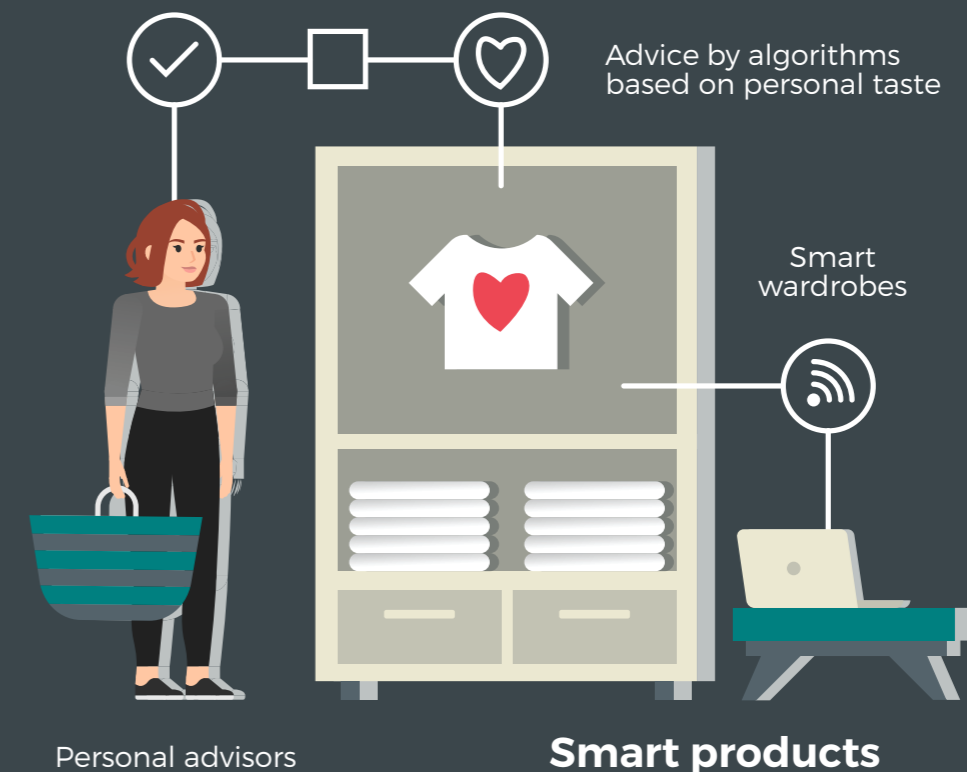 Advice by algorithms
based on personal taste
Smart
wardrobes
Personal advisors
Smart products